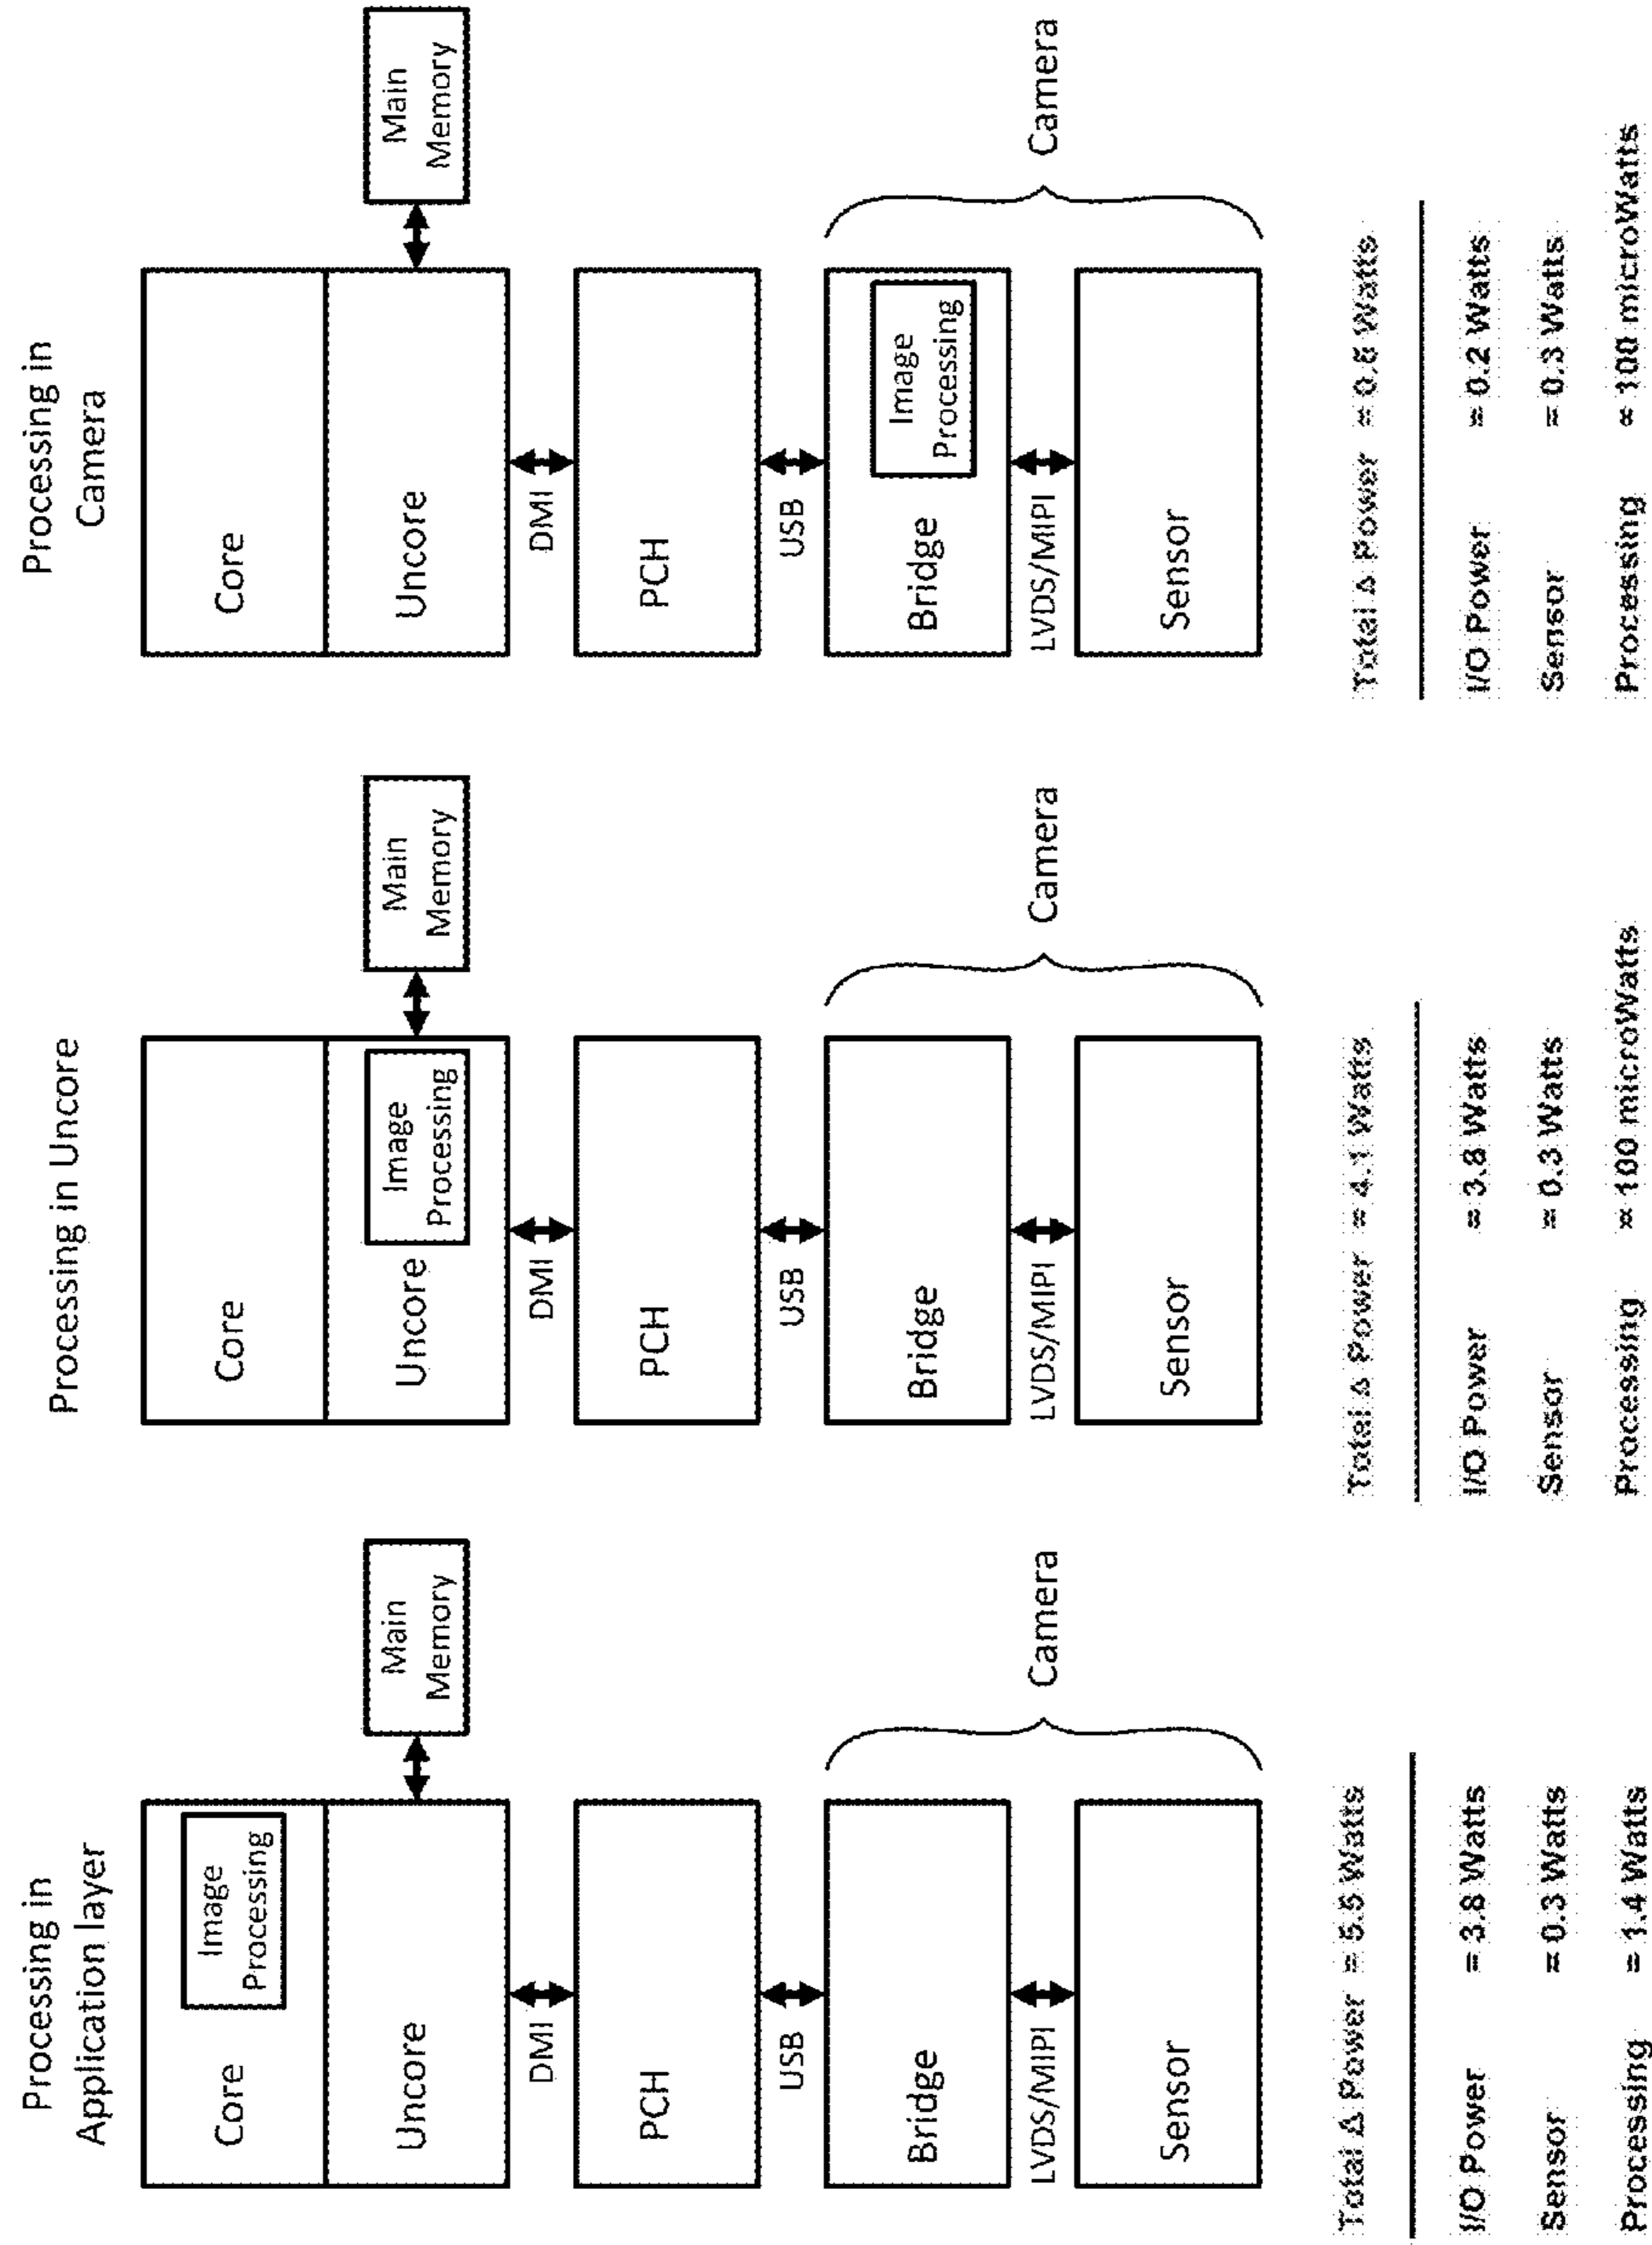 Processing in
Application layer
Core
Image
Processing
Uncore
Main
Memory
DMI
PCH
USB
Bridge
LVDS/MIPI
Sensor
Camera
Total Δ Power = 5.5 Watts
I/O Power = 3.8 Watts
Sensor = 0.3 Watts
Processing = 1.4 Watts
Processing in Uncore
Core
Uncore
Image
Processing
Main
Memory
DMI
PCH
USB
Bridge
LVDS/MIPI
Sensor
Camera
Total Δ Power = 4.1 Watts
I/O Power = 3.8 Watts
Sensor = 0.3 Watts
Processing ≈ 100 microWatts
Processing in
Camera
Core
Uncore
Main
Memory
DMI
PCH
USB
Bridge
Image
Processing
LVDS/MIPI
Sensor
Camera
Total Δ Power = Watts
I/O Power = 0.2 Watts
Sensor = 0.3 Watts
Processing ≈ 100 microWatts